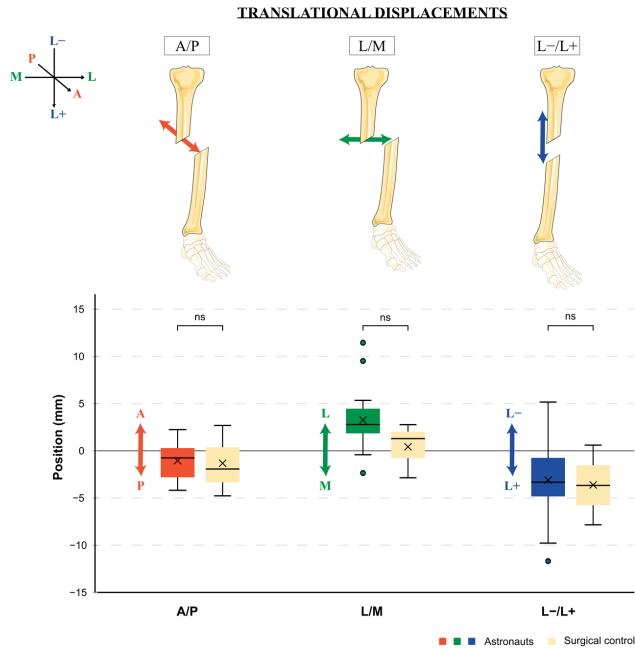 TRANSLATIONAL DISPLACEMENTS
A/P
L/M
L−/L+
L−
P
M
L
A
L+
15
10
5
0
−5
−10
−15
Position (mm)
ns
ns
ns
A
P
L
M
L−
L+
A/P
L/M
L−/L+
Astronauts
Surgical control